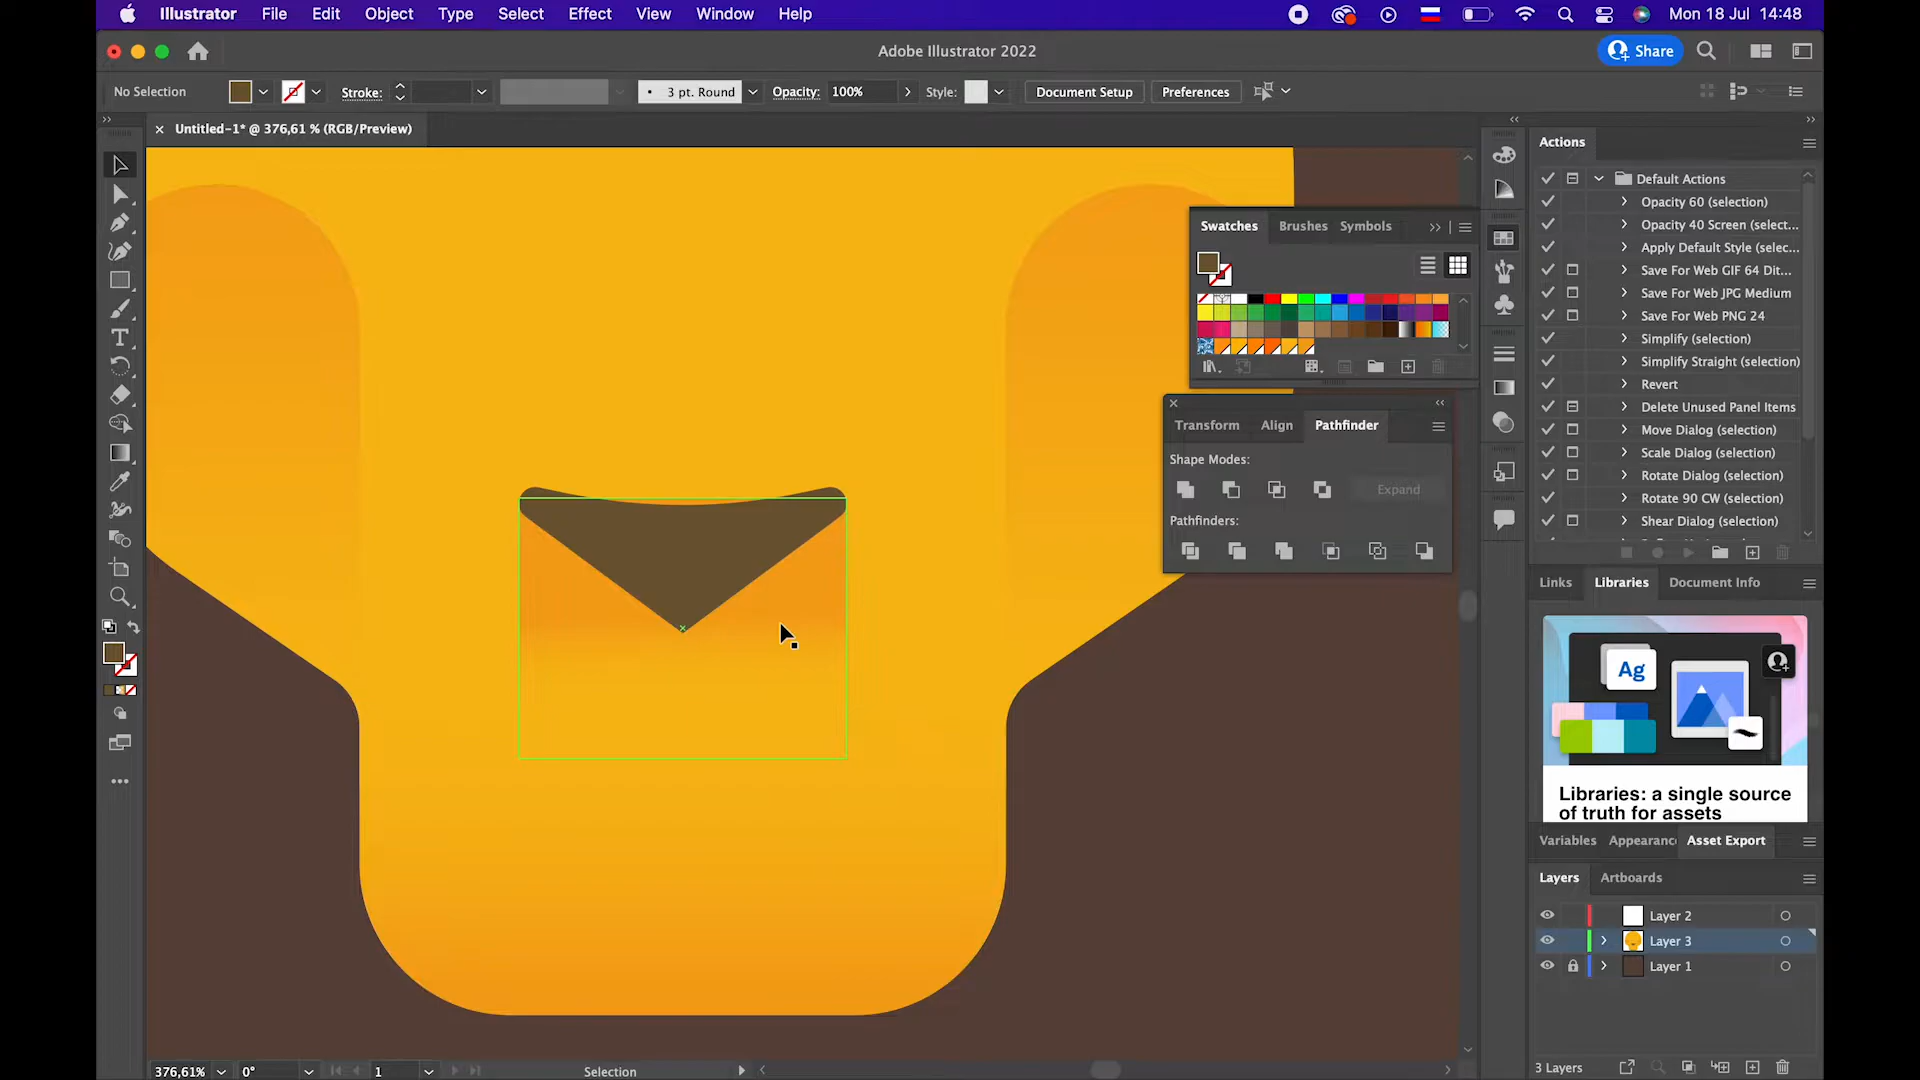 Illustrator File Edit Object Type Select Effect View Window Help
Mon 18 Jul 14:48
Adobe Illustrator 2022
Share
No Selection
Stroke:
3 pt. Round
Opacity: 100%
Style:
Document Setup
Preferences
Untitled-1* @ 376,61 % (RGB/Preview)
Actions
Default Actions
Opacity 60 (selection)
Opacity 40 Screen (select...
Apply Default Style (selec...
Save For Web GIF 64 Dit...
Save For Web JPG Medium
Save For Web PNG 24
Simplify (selection)
Simplify Straight (selection)
Revert
Delete Unused Panel Items
Move Dialog (selection)
Scale Dialog (selection)
Rotate Dialog (selection)
Rotate 90 CW (selection)
Shear Dialog (selection)
Swatches Brushes Symbols
Transform Align Pathfinder
Shape Modes:
Expand
Pathfinders:
Links Libraries Document Info
Ag
Libraries: a single source
of truth for assets
Variables Appearanc Asset Export
Layers Artboards
Layer 2
Layer 3
Layer 1
3 Layers
376,61% 0° 1 Selection